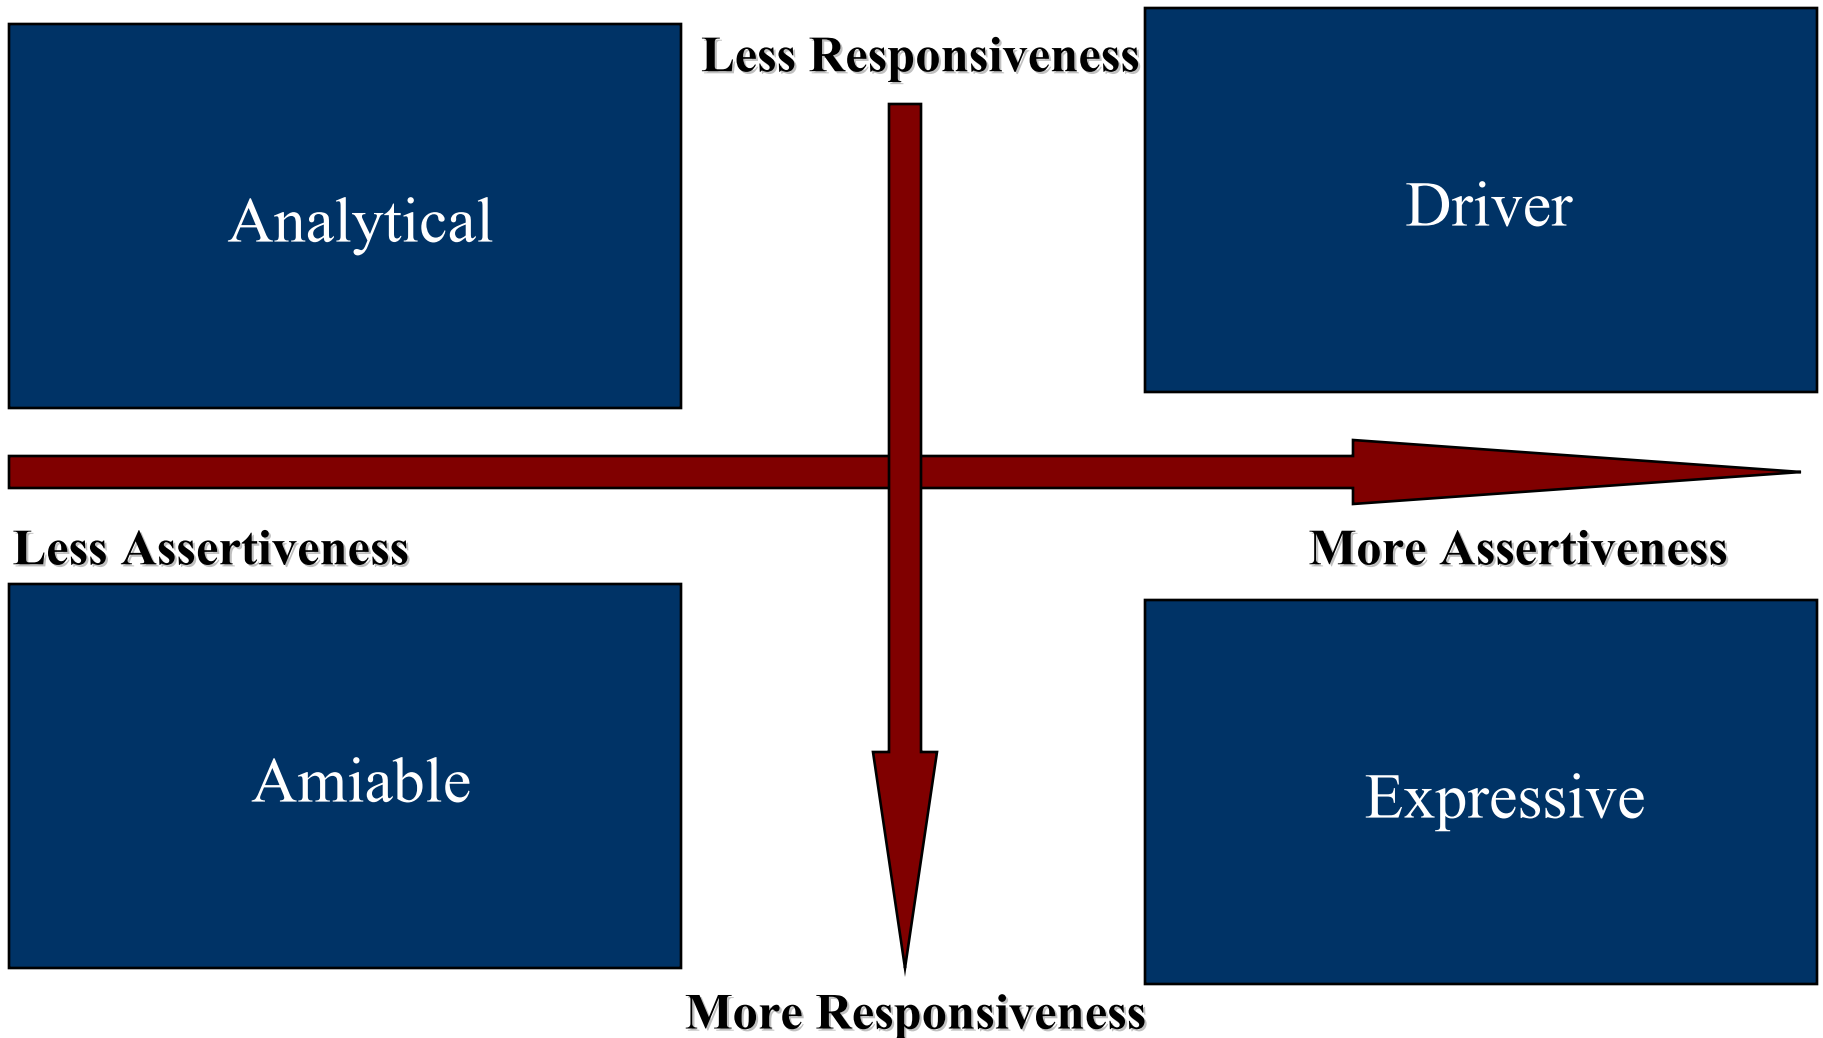 Less Responsiveness
Analytical
Driver
Less Assertiveness
More Assertiveness
Amiable
Expressive
More Responsiveness